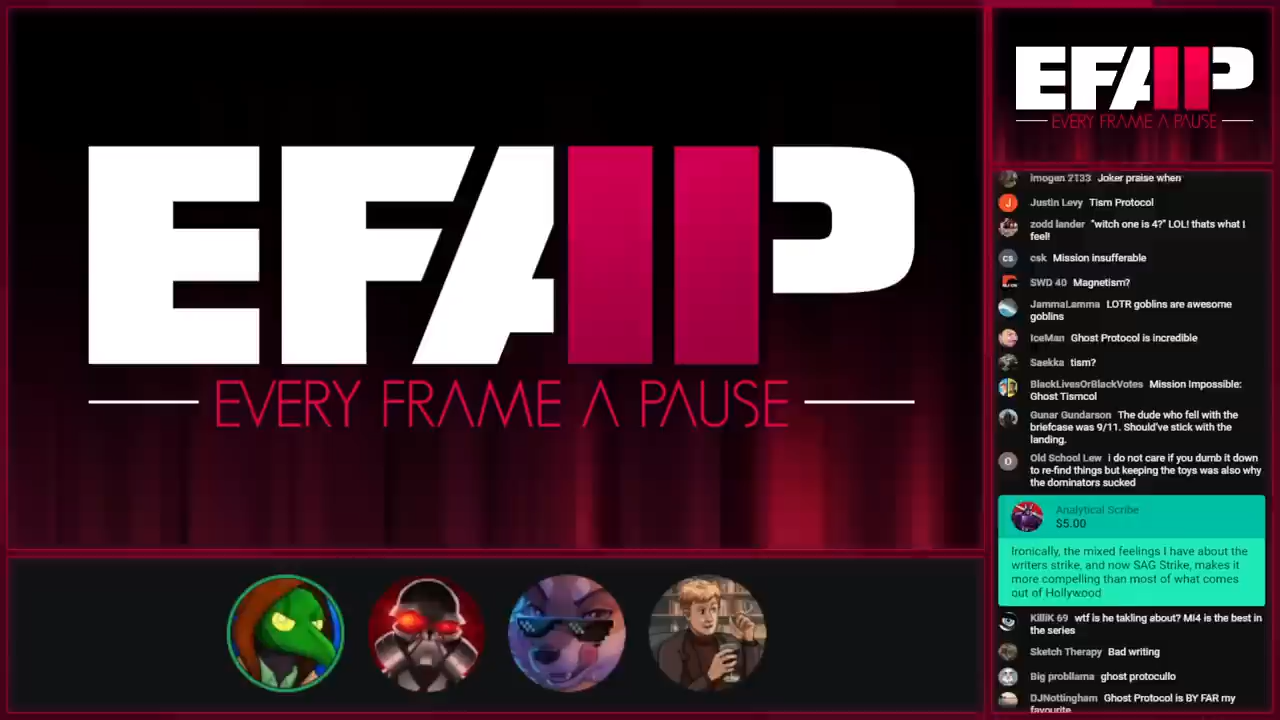 EFAP
EVERY FRAME A PAUSE
EFAP
EVERY FRAME A PAUSE
imogen 2133 Joker praise when
Justin Levy Tism Protocol
zodd lander "witch one is 4?" LOL! thats what I
feel!
csk Mission insufferable
SWD 40 Magnetism?
JammaLamma LOTR goblins are awesome
goblins
IceMan Ghost Protocol is incredible
Saekka tism?
BlackLivesOrBlackVotes Mission Impossible:
Ghost Tismcol
Gunar Gundarson The dude who fell with the
briefcase was 9/11. Should've stick with the
landing.
Old School Lew i do not care if you dumb it down
to re-find things but keeping the toys was also why
the dominators sucked
Analytical Scribe
$5.00
Ironically, the mixed feelings I have about the
writers strike, and now SAG Strike, makes it
more compelling than most of what comes
out of Hollywood
KilliK 69 wtf is he takling about? MI4 is the best in
the series
Sketch Therapy Bad writing
Big probllama ghost protocullo
DJNottingham Ghost Protocol is BY FAR my
favourite